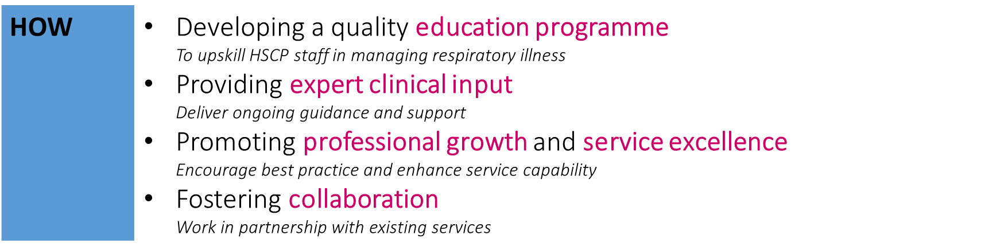 HOW
• Developing a quality education programme
To upskill HSCP staff in managing respiratory illness
• Providing expert clinical input
Deliver ongoing guidance and support
• Promoting professional growth and service excellence
Encourage best practice and enhance service capability
• Fostering collaboration
Work in partnership with existing services